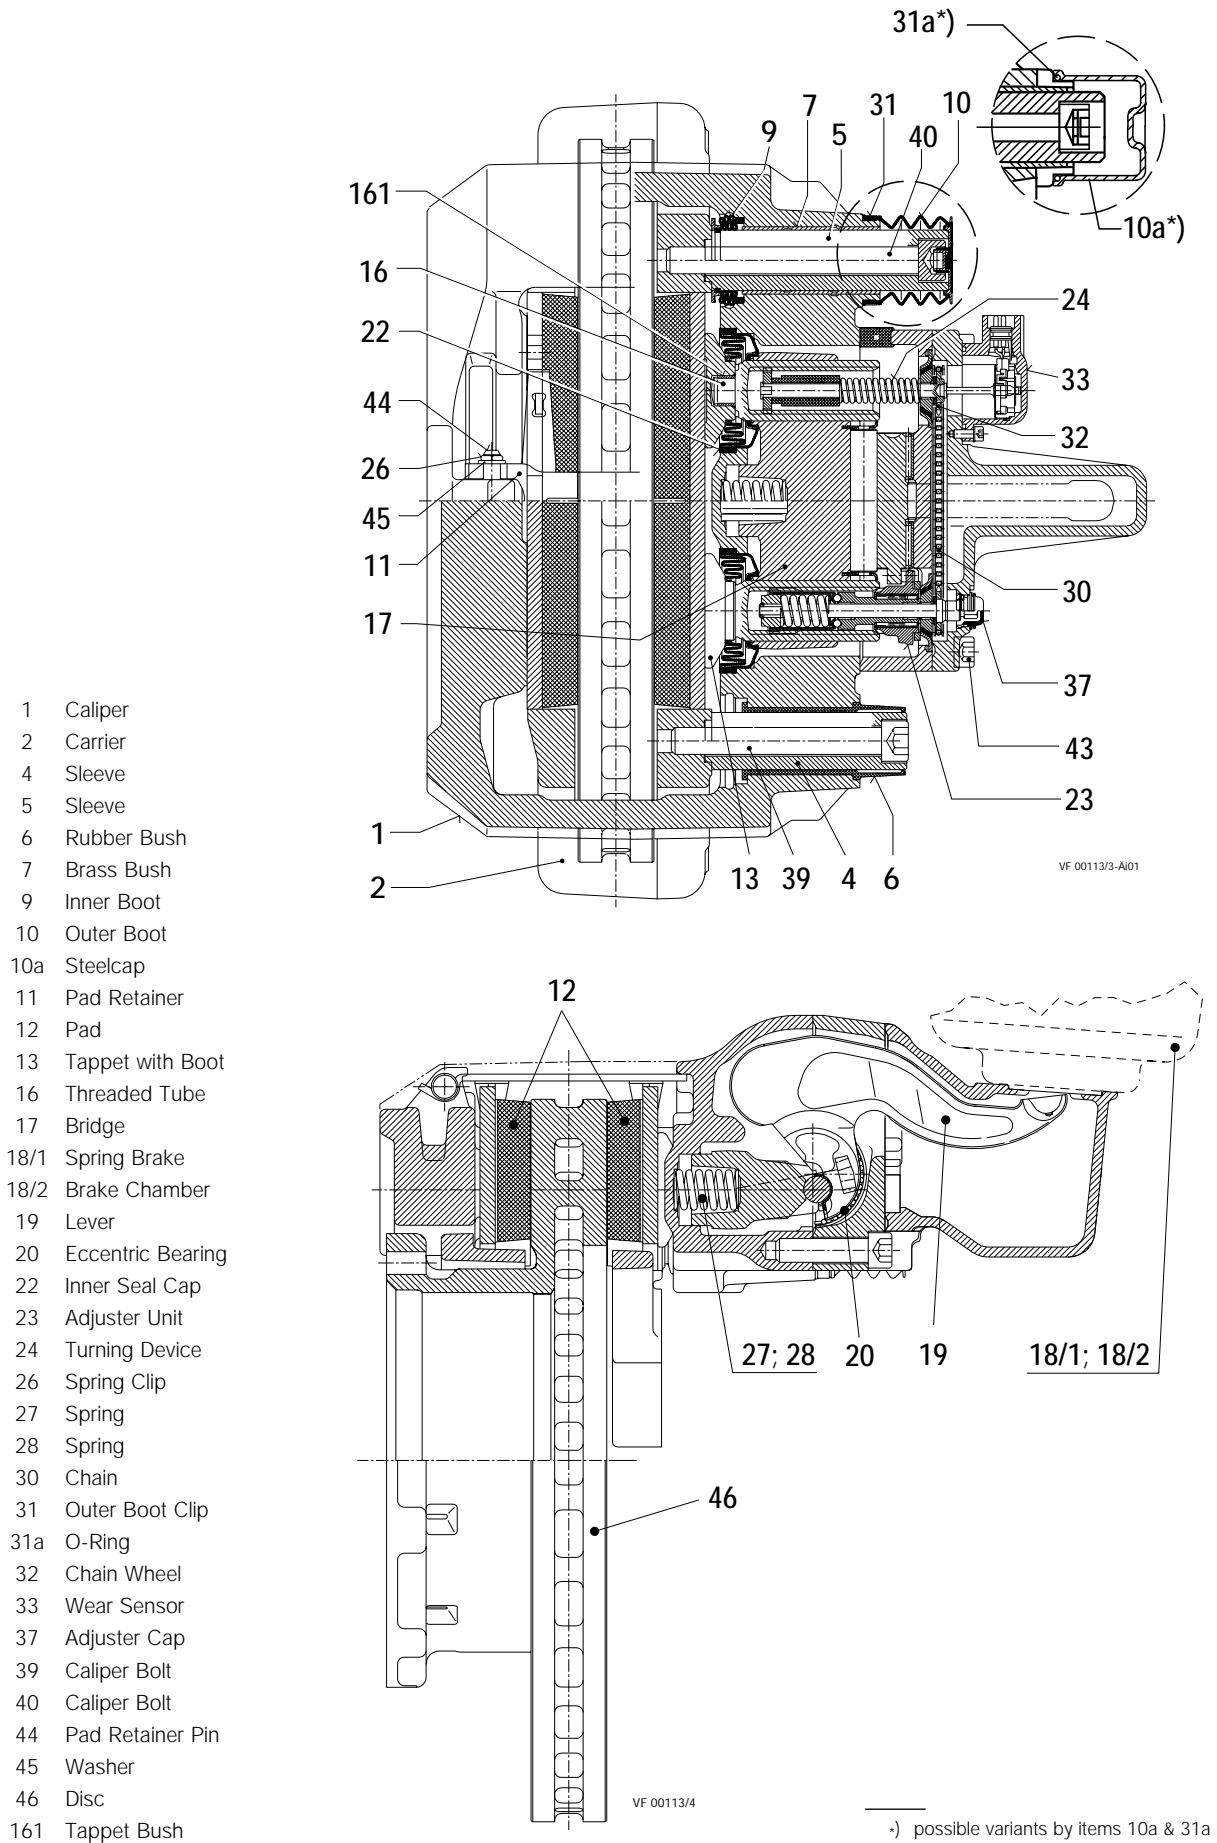 31a*)
10a*)
9
7
5
31
40
10
161
16
22
44
26
45
11
17
1
2
24
33
32
30
37
43
23
13
39
4
6
VF 00113/3-Äi01
1 Caliper
2 Carrier
4 Sleeve
5 Sleeve
6 Rubber Bush
7 Brass Bush
9 Inner Boot
10 Outer Boot
10a Steelcap
11 Pad Retainer
12 Pad
13 Tappet with Boot
16 Threaded Tube
17 Bridge
18/1 Spring Brake
18/2 Brake Chamber
19 Lever
20 Eccentric Bearing
22 Inner Seal Cap
23 Adjuster Unit
24 Turning Device
26 Spring Clip
27 Spring
28 Spring
30 Chain
31 Outer Boot Clip
31a O-Ring
32 Chain Wheel
33 Wear Sensor
37 Adjuster Cap
39 Caliper Bolt
40 Caliper Bolt
44 Pad Retainer Pin
45 Washer
46 Disc
161 Tappet Bush
12
27; 28
20
19
18/1; 18/2
46
VF 00113/4
*) possible variants by items 10a & 31a